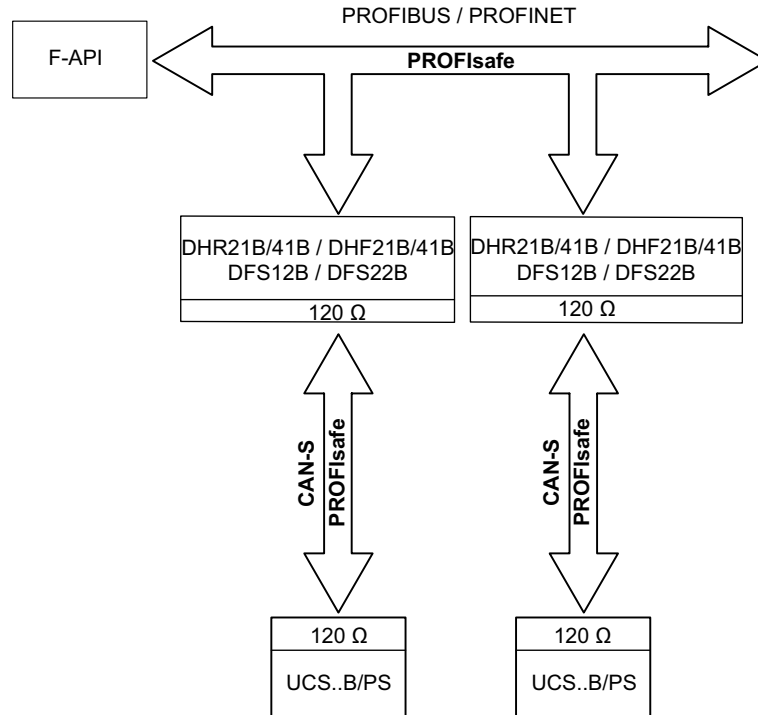 PROFIBUS / PROFINET
F-API
PROFIsafe
DHR21B/41B / DHF21B/41B
DFS12B / DFS22B
120 Ω
DHR21B/41B / DHF21B/41B
DFS12B / DFS22B
120 Ω
CAN-S
PROFIsafe
CAN-S
PROFIsafe
120 Ω
UCS..B/PS
120 Ω
UCS..B/PS